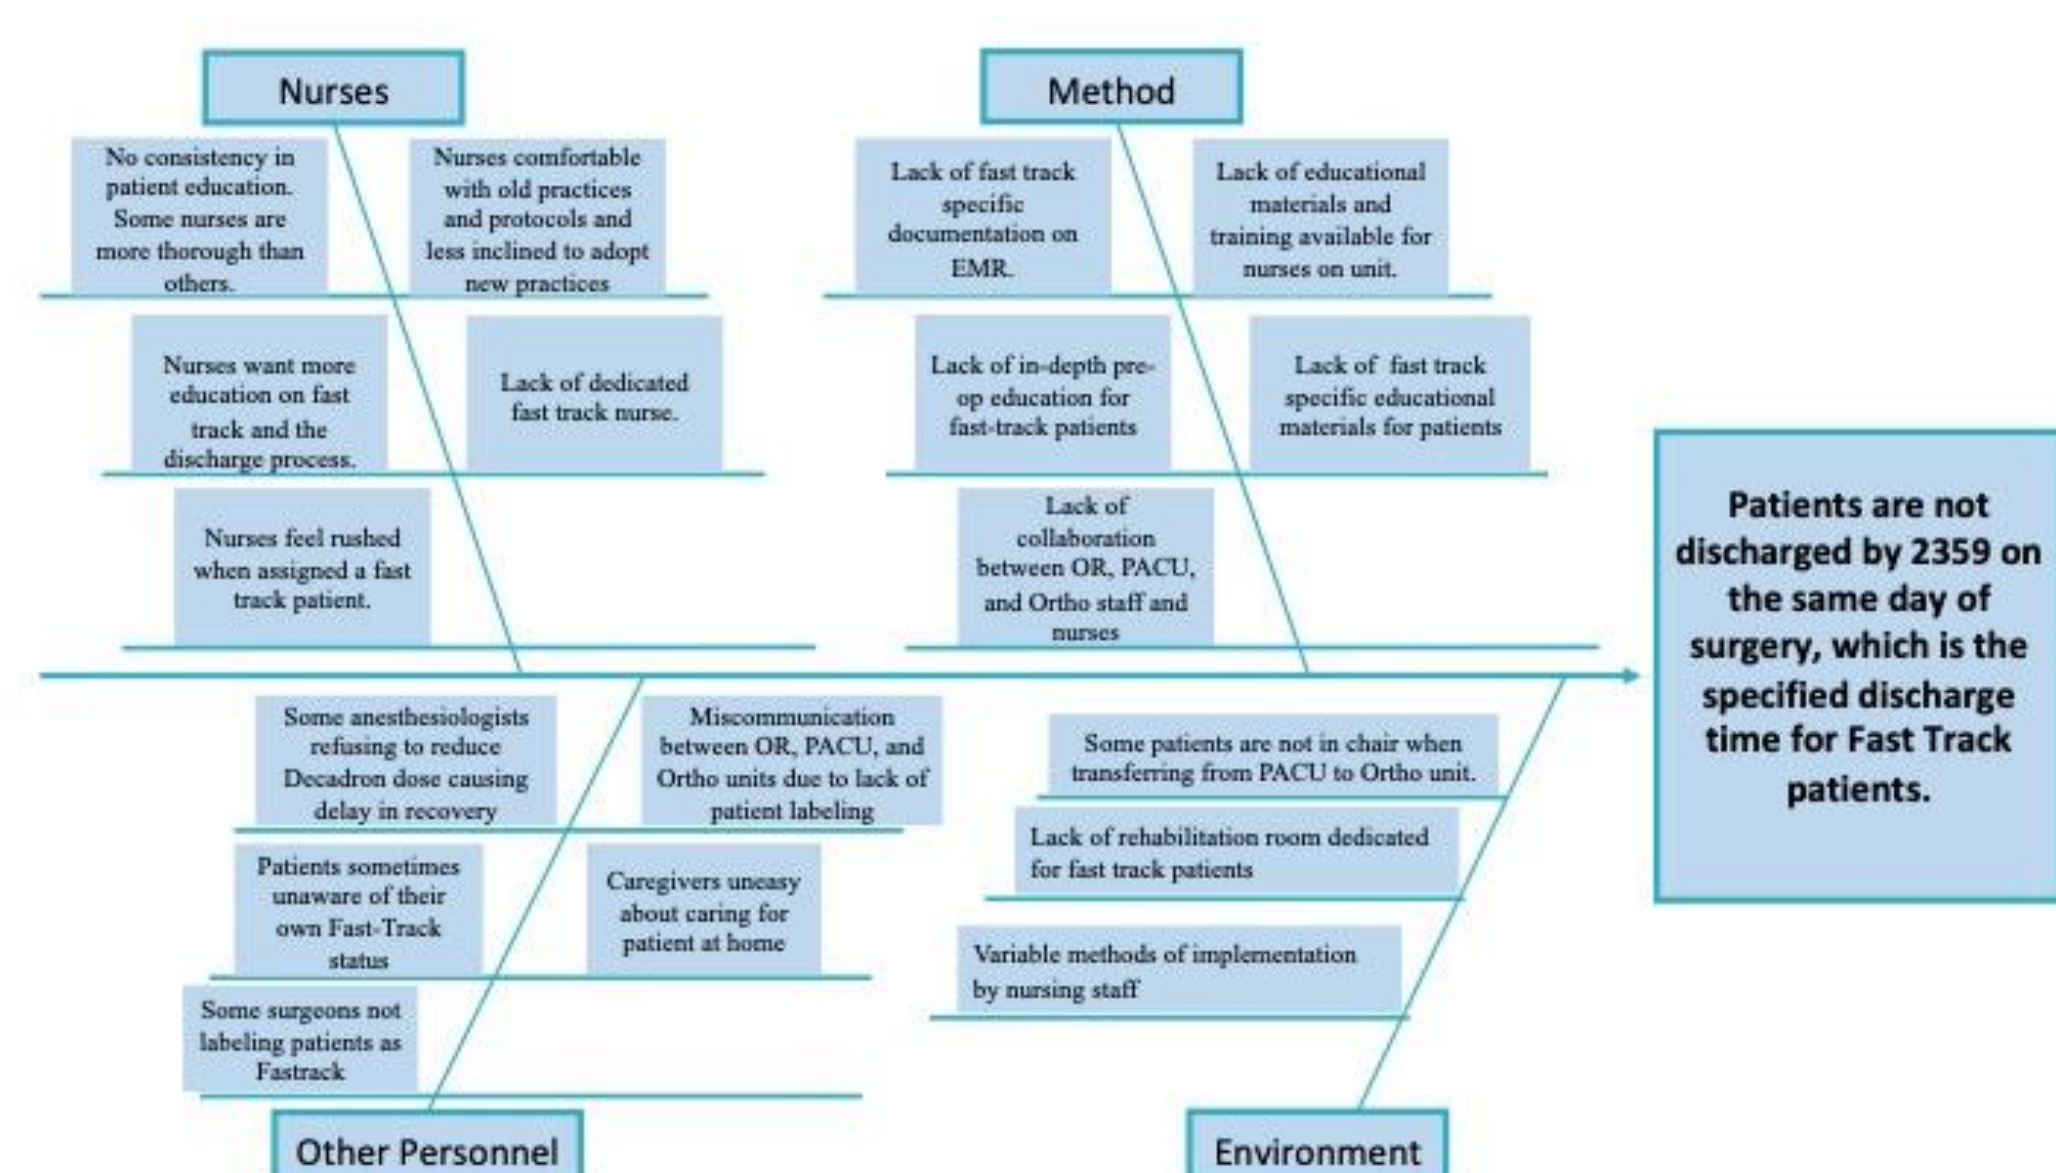 Nurses
No consistency in
patient education.
Some nurses are
more thorough than
others.
Nurses comfortable
with old practices
and protocols and
less inclined to adopt
new practices
Nurses want more
education on fast
track and the
discharge process.
Lack of dedicated
fast track nurse.
Nurses feel rushed
when assigned a fast
track patient.
Method
Lack of fast track
specific
documentation on
EMR.
Lack of educational
materials and
training available for
nurses on unit.
Lack of in-depth pre-
op education for
fast-track patients
Lack of fast track
specific educational
materials for patients
Lack of
collaboration
between OR, PACU,
and Ortho staff and
nurses
Patients are not
discharged by 2359 on
the same day of
surgery, which is the
specified discharge
time for Fast Track
patients.
Some anesthesiologists
refusing to reduce
Decadron dose causing
delay in recovery
Miscommunication
between OR, PACU, and
Ortho units due to lack of
patient labeling
Patients sometimes
unaware of their
own Fast-Track
status
Caregivers uneasy
about caring for
patient at home
Some surgeons not
labeling patients as
Fastrack
Other Personnel
Some patients are not in chair when
transferring from PACU to Ortho unit.
Lack of rehabilitation room dedicated
for fast track patients
Variable methods of implementation
by nursing staff
Environment